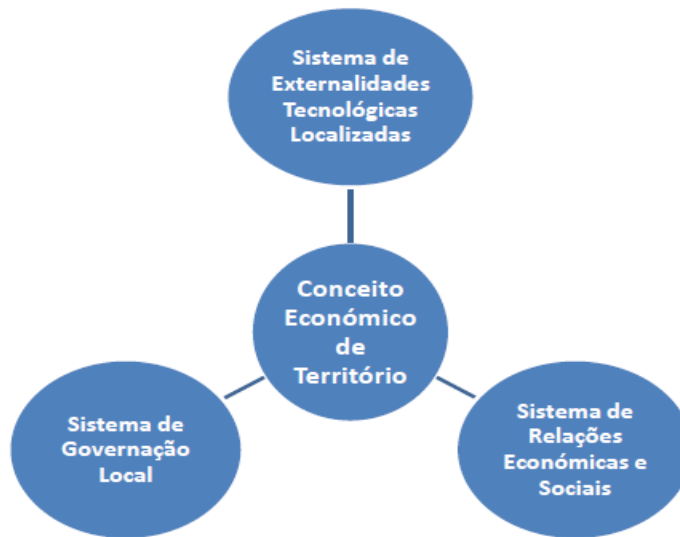 Sistema de
Externalidades
Tecnológicas
Localizadas
Conceito
Económico
de
Território
Sistema de
Governação
Local
Sistema de
Relações
Económicas e
Sociais